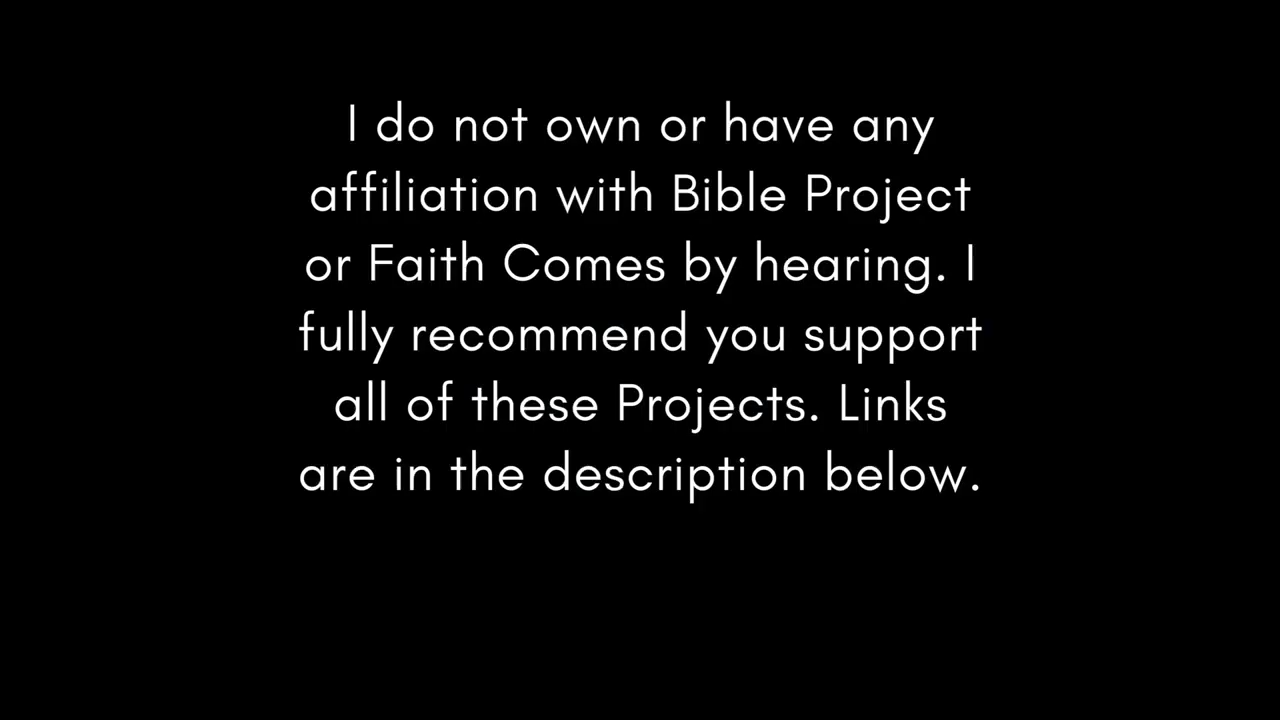 I do not own or have any
affiliation with Bible Project
or Faith Comes by hearing. I
fully recommend you support
all of these Projects. Links
are in the description below.